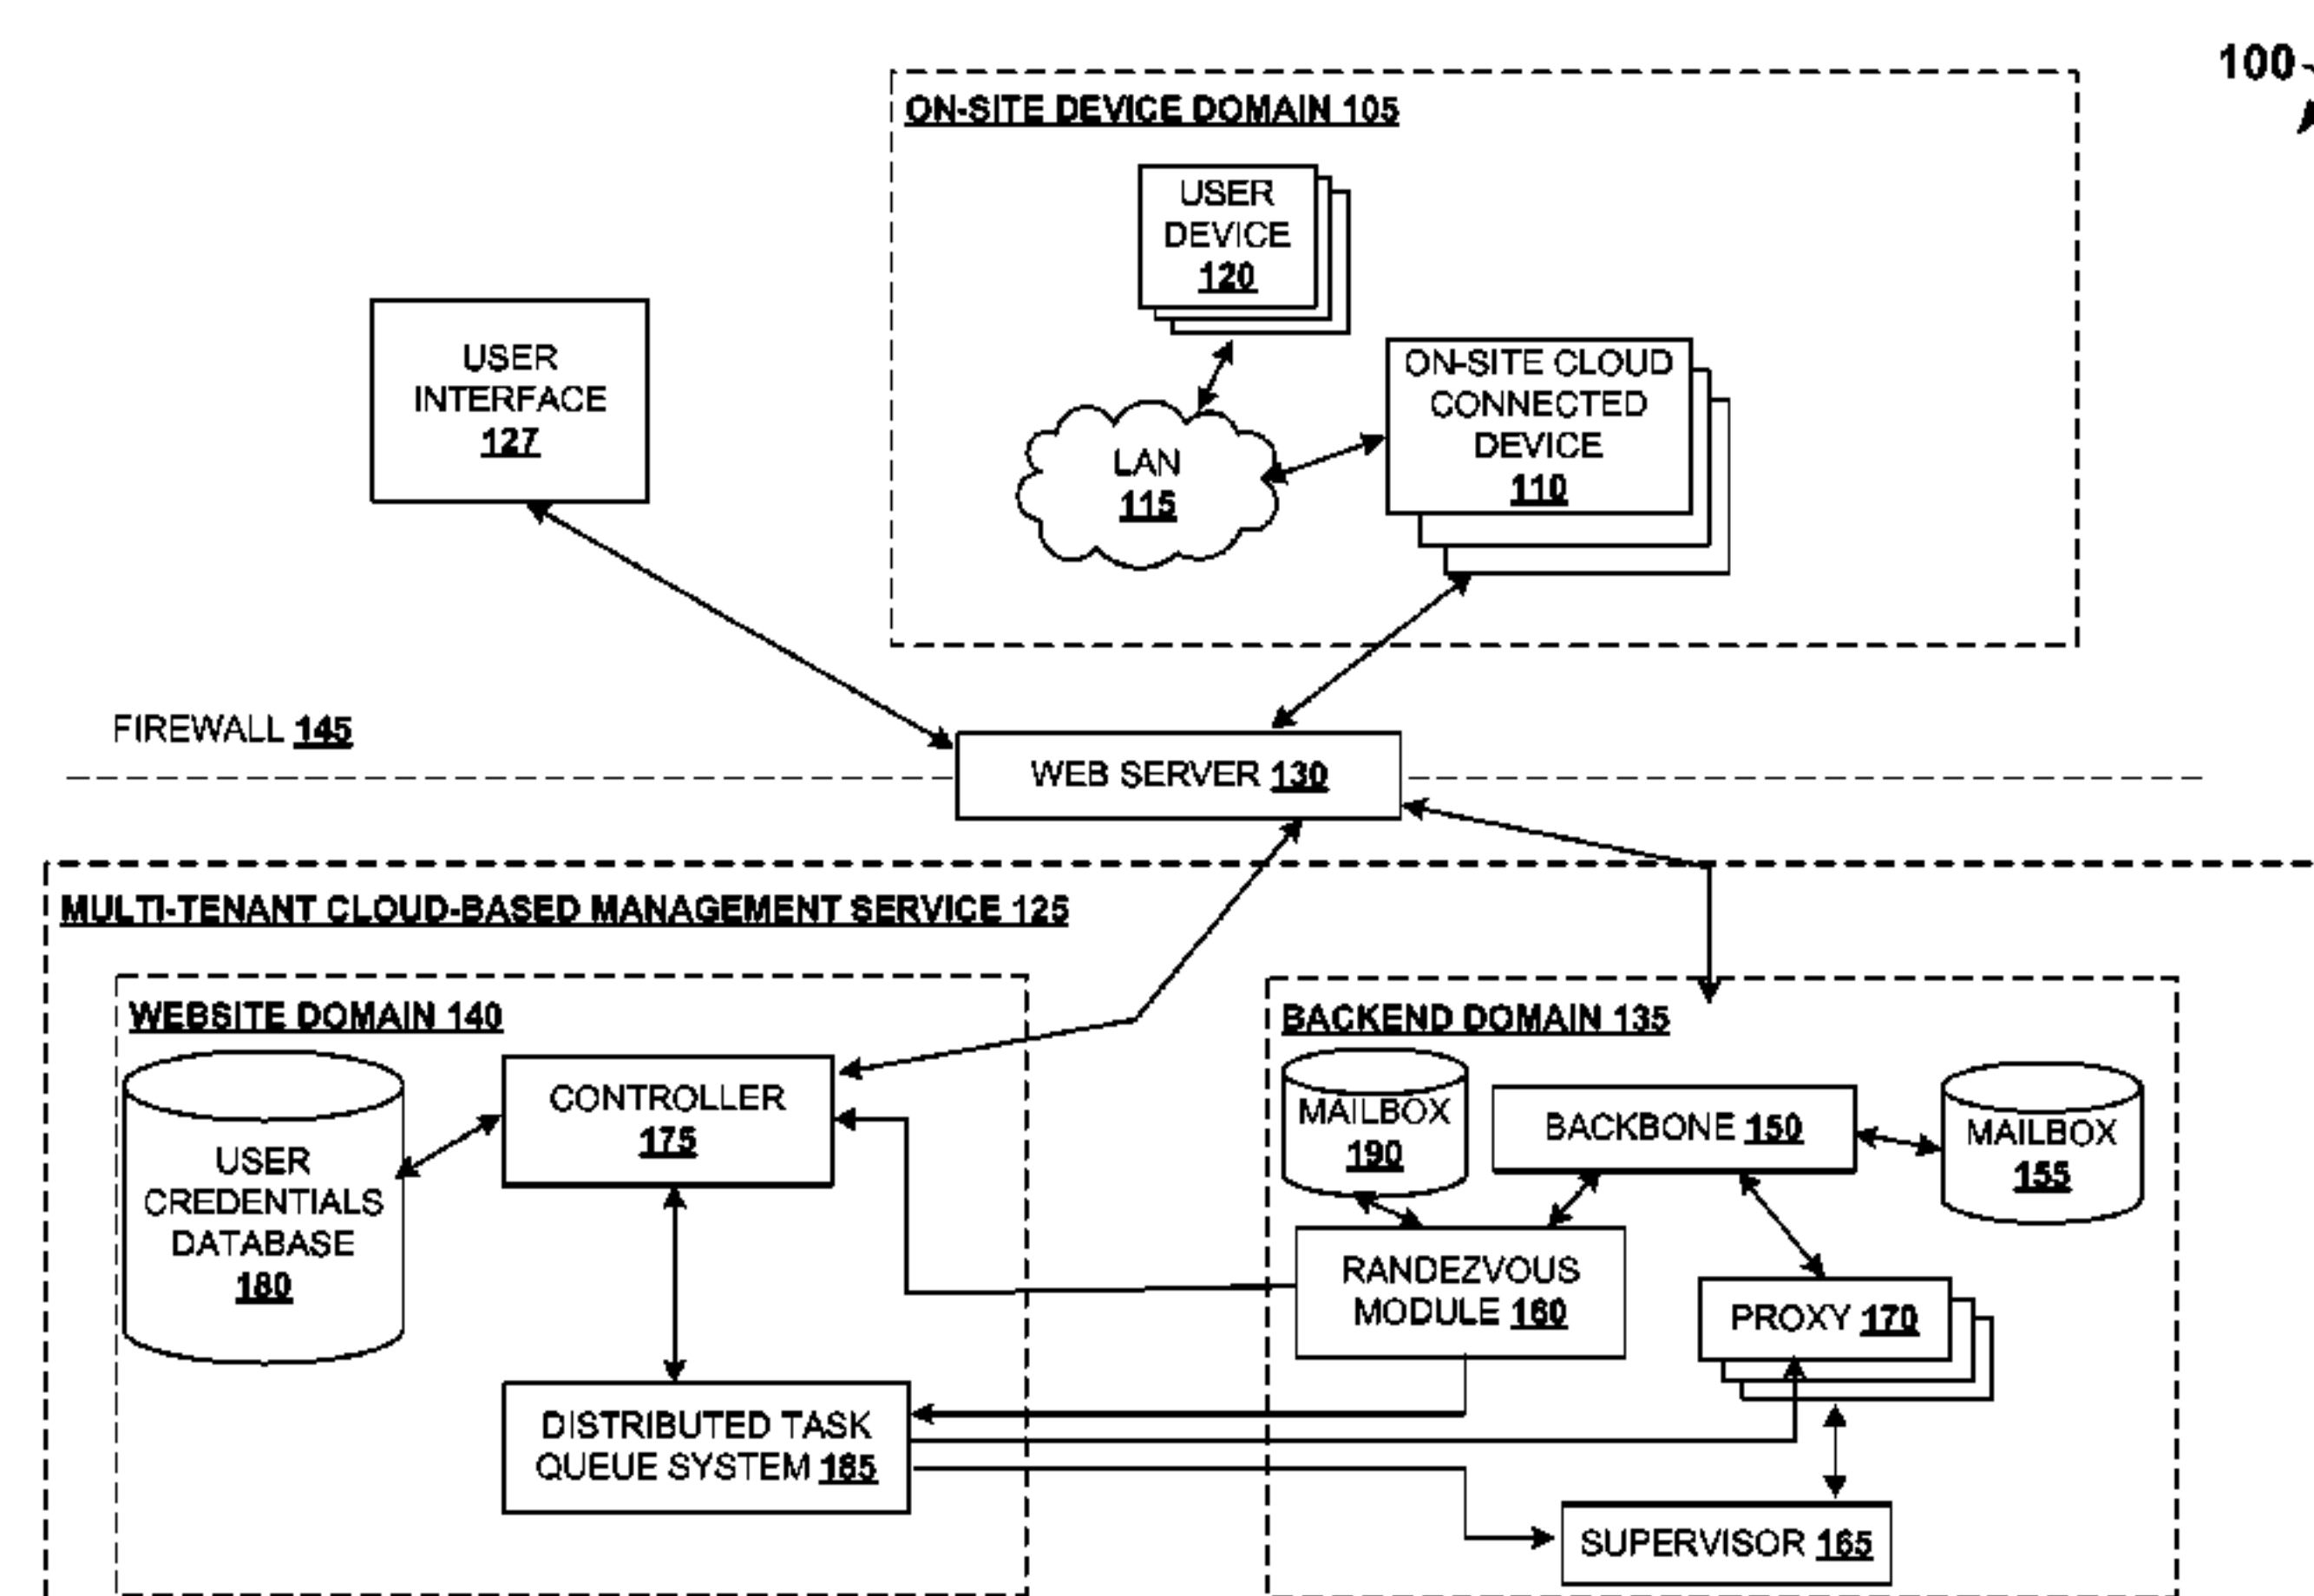 100
ON-SITE DEVICE DOMAIN 105
USER
DEVICE
120
USER
INTERFACE
127
ON-SITE CLOUD
CONNECTED
DEVICE
110
LAN
115
FIREWALL 145
WEB SERVER 130
MULTI-TENANT CLOUD-BASED MANAGEMENT SERVICE 125
WEBSITE DOMAIN 140
CONTROLLER
175
USER
CREDENTIALS
DATABASE
180
DISTRIBUTED TASK
QUEUE SYSTEM 185
BACKEND DOMAIN 135
MAILBOX
190
BACKBONE 150
MAILBOX
155
RANDEZVOUS
MODULE 160
PROXY 170
SUPERVISOR 165